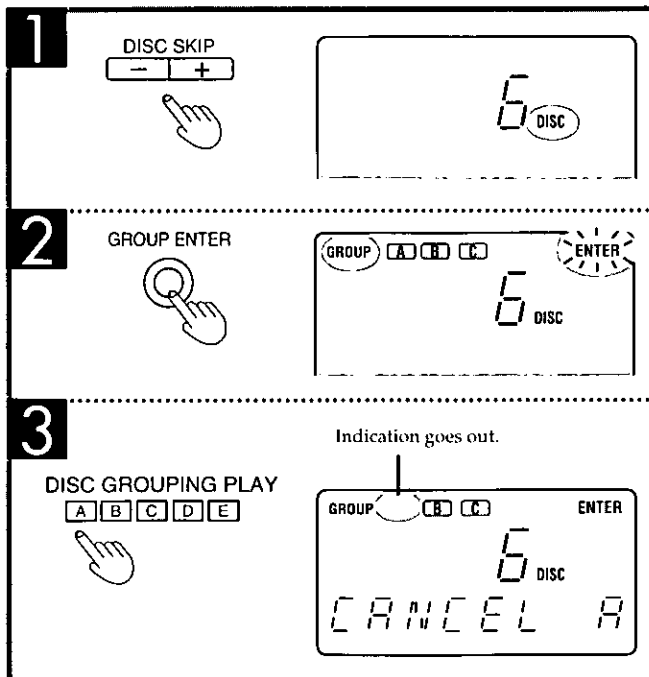 1
DISC SKIP
− +
6 DISC
2
GROUP ENTER
GROUP A B C ENTER
6 DISC
3
Indication goes out.
DISC GROUPING PLAY
A B C D E
GROUP B C ENTER
6 DISC
CANCEL A